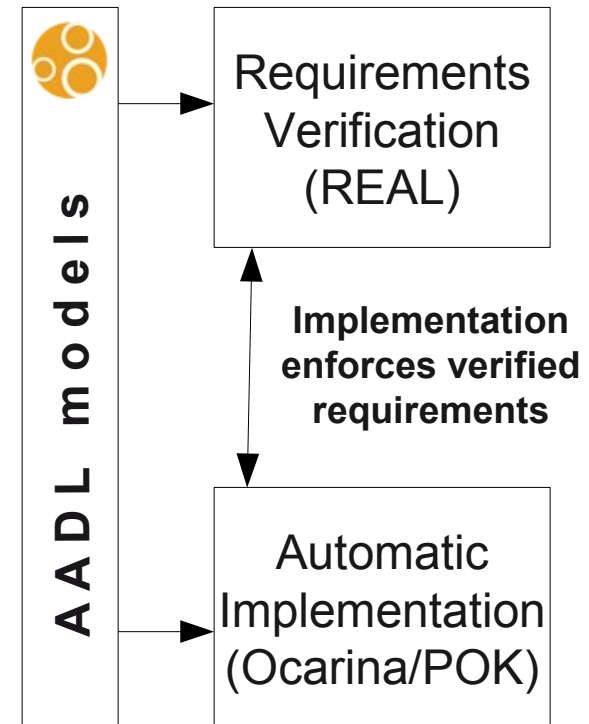 AADL models
Requirements
Verification
(REAL)
Implementation
enforces verified
requirements
Automatic
Implementation
(Ocarina/POK)